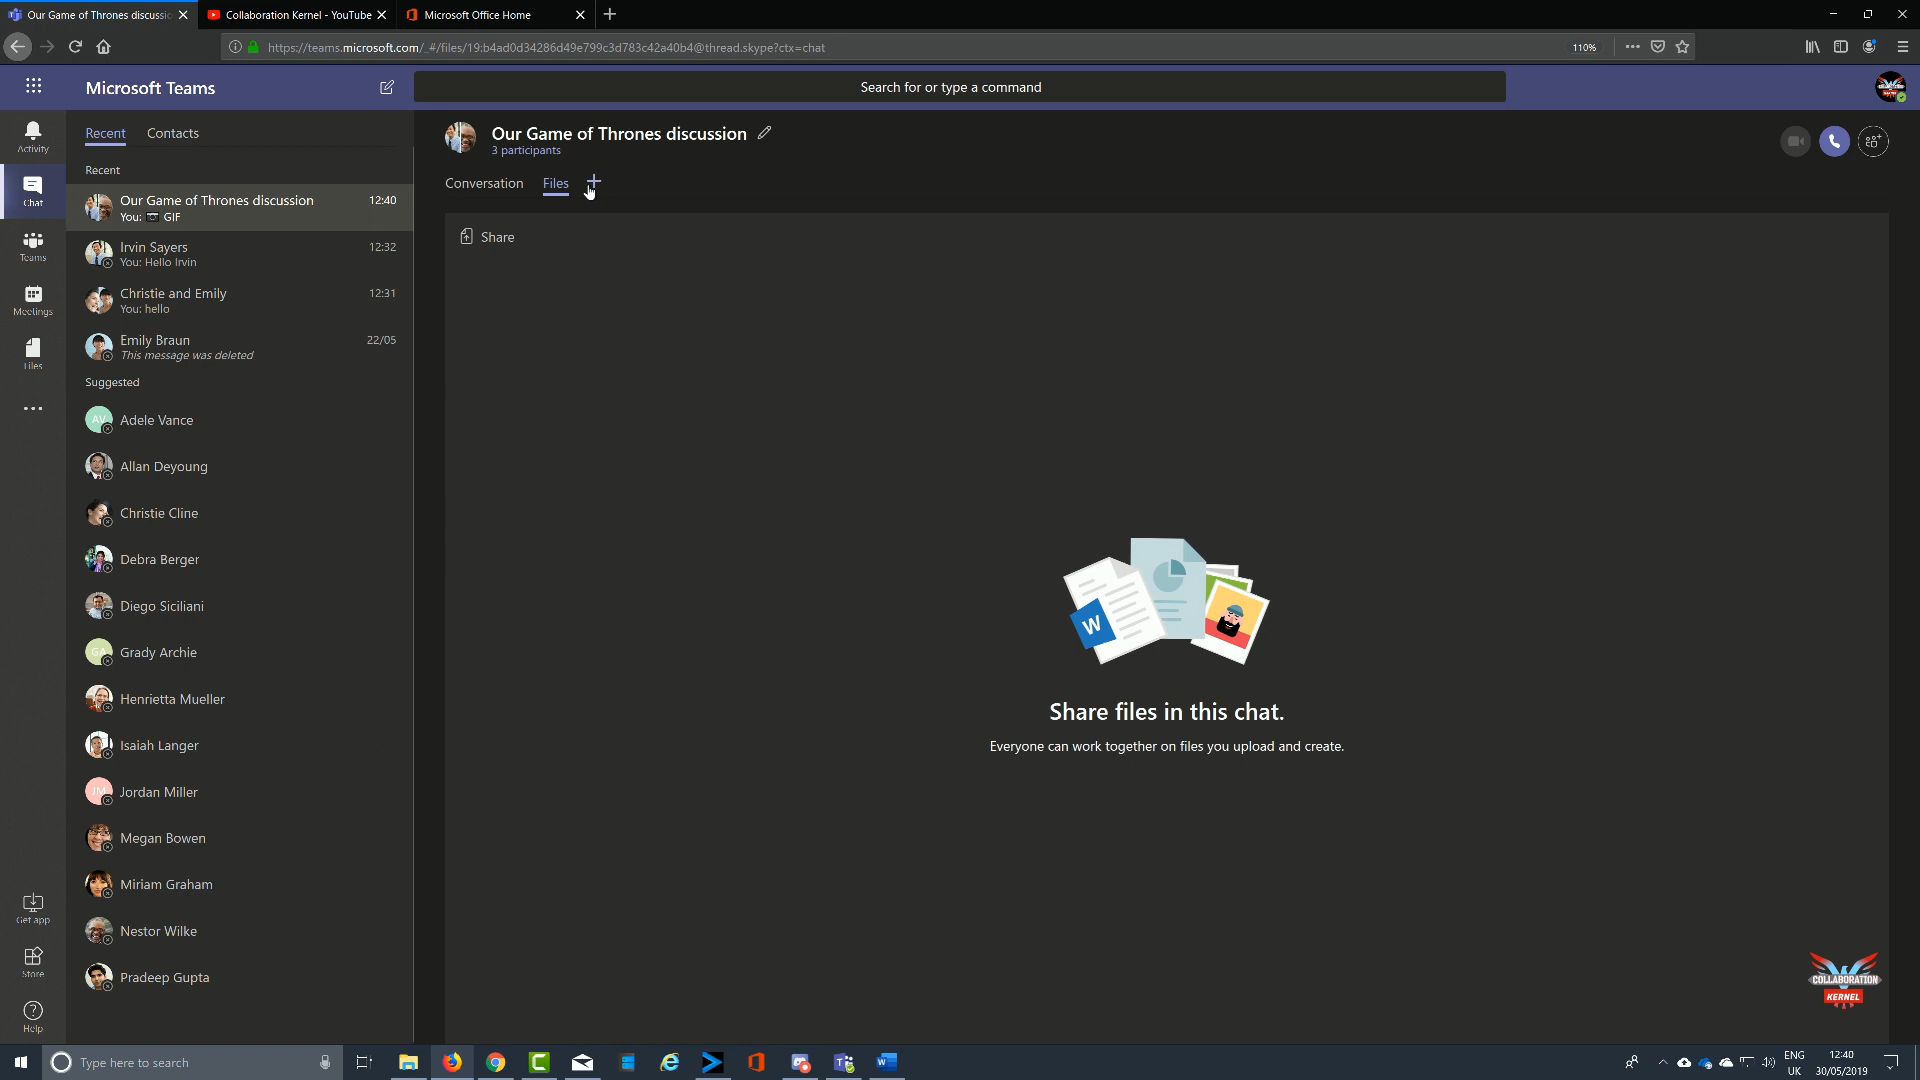 Our Game of Thrones discussio
Collaboration Kernel - YouTube
Microsoft Office Home
https://teams.microsoft.com/_#/files/19:b4ad0d34286d49e799c3d783c42a40b4@thread.skype?ctx=chat
110%
Microsoft Teams
Search for or type a command
Activity
Chat
Teams
Meetings
Files
Get app
Store
Help
Recent
Contacts
Recent
Our Game of Thrones discussion
12:40
You: GIF
Irvin Sayers
12:32
You: Hello Irvin
Christie and Emily
12:31
You: hello
Emily Braun
22/05
This message was deleted
Suggested
AV
Adele Vance
Allan Deyoung
Christie Cline
Debra Berger
Diego Siciliani
GA
Grady Archie
Henrietta Mueller
Isaiah Langer
JM
Jordan Miller
Megan Bowen
Miriam Graham
Nestor Wilke
Pradeep Gupta
Our Game of Thrones discussion
3 participants
Conversation
Files
Share
W
Share files in this chat.
Everyone can work together on files you upload and create.
COLLABORATION
KERNEL
Type here to search
ENG
UK
12:40
30/05/2019